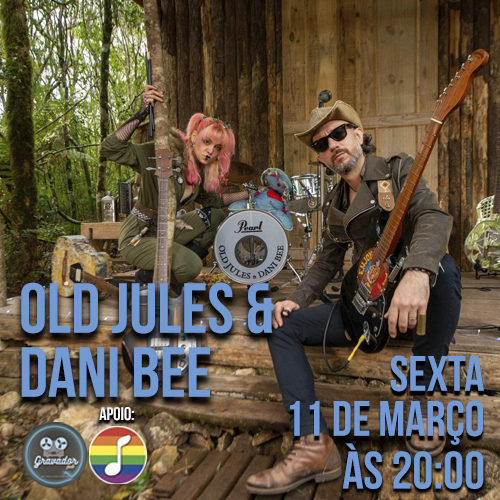 Pearl
OLD JULES & DANI BEE
OLD JULES &
DANI BEE
SEXTA
11 DE MARÇO
ÀS 20:00
APOIO:
Gravador